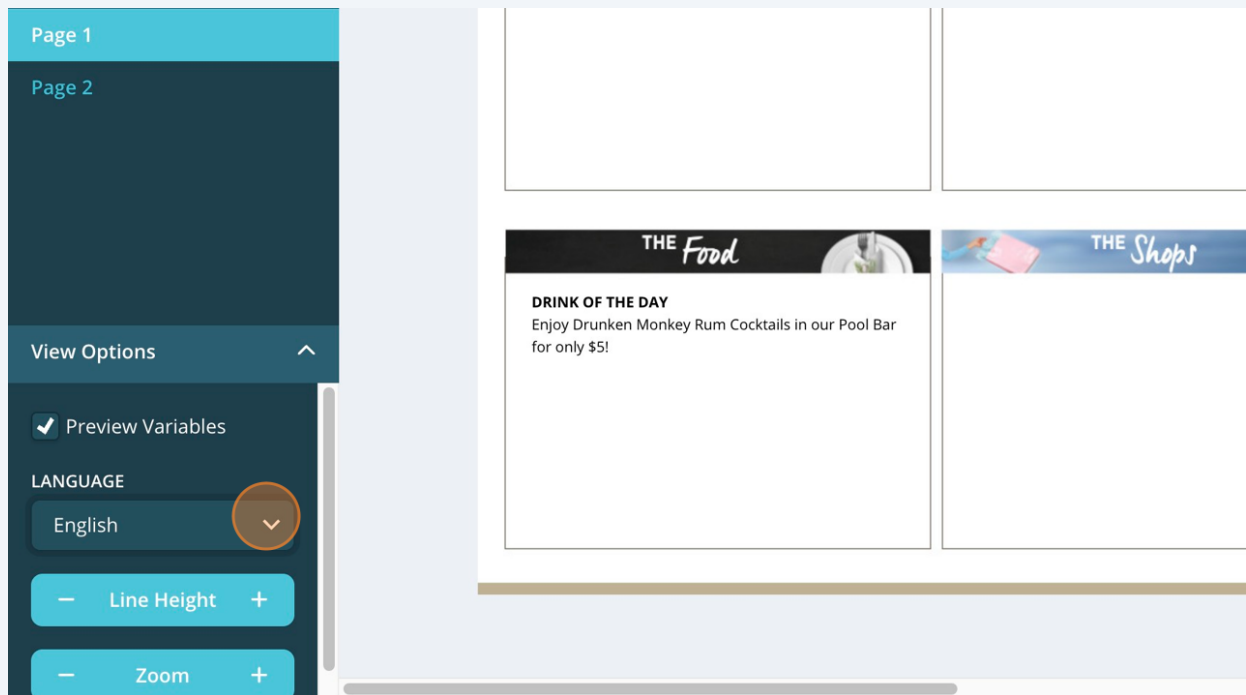 Page 1
Page 2
View Options
Preview Variables
LANGUAGE
English
− Line Height +
− Zoom +
THE Food
DRINK OF THE DAY
Enjoy Drunken Monkey Rum Cocktails in our Pool Bar
for only $5!
THE Shops